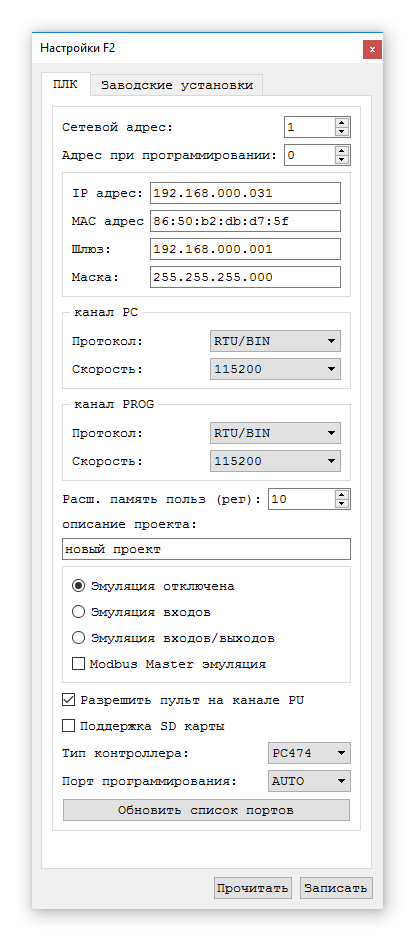 Настройки F2
x
ПЛК Заводские установки
Сетевой адрес: 1
Адрес при программировании: 0
IP адрес: 192.168.000.031
MAC адрес 86:50:b2:db:d7:5f
Шлюз: 192.168.000.001
Маска: 255.255.255.000
канал PC
Протокол: RTU/BIN
Скорость: 115200
канал PROG
Протокол: RTU/BIN
Скорость: 115200
Расш. память польз (рег): 10
описание проекта:
новый проект
Эмуляция отключена
Эмуляция входов
Эмуляция входов/выходов
Modbus Master эмуляция
Разрешить пульт на канале PU
Поддержка SD карты
Тип контроллера: PC474
Порт программирования: AUTO
Обновить список портов
Прочитать Записать